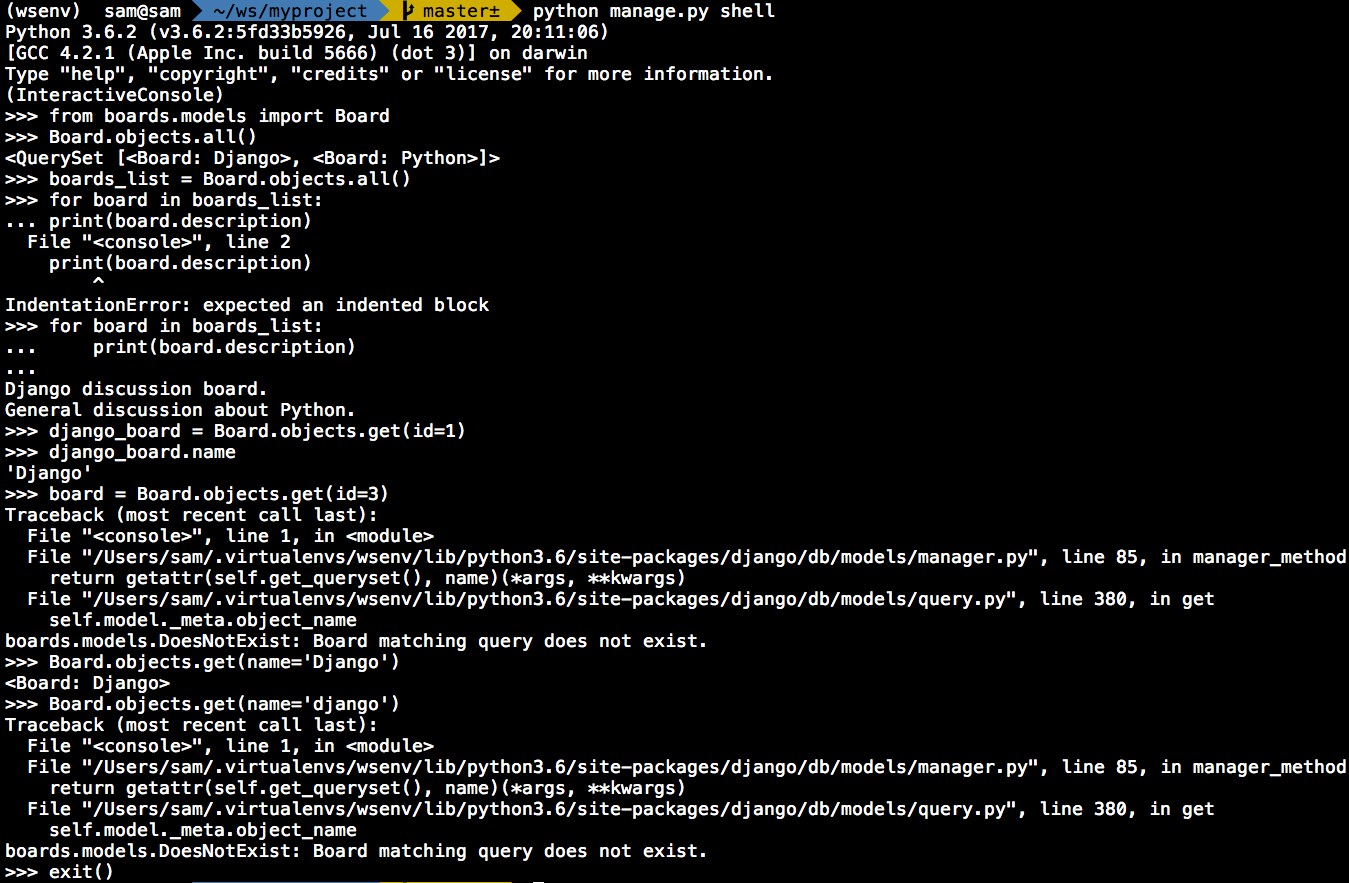 (wsenv)  sam@sam  ~/ws/myproject  master±  python manage.py shell
Python 3.6.2 (v3.6.2:5fd33b5926, Jul 16 2017, 20:11:06)
[GCC 4.2.1 (Apple Inc. build 5666) (dot 3)] on darwin
Type "help", "copyright", "credits" or "license" for more information.
(InteractiveConsole)
>>> from boards.models import Board
>>> Board.objects.all()
<QuerySet [<Board: Django>, <Board: Python>]>
>>> boards_list = Board.objects.all()
>>> for board in boards_list:
... print(board.description)
  File "<console>", line 2
    print(board.description)
        ^
IndentationError: expected an indented block
>>> for board in boards_list:
...     print(board.description)
...
Django discussion board.
General discussion about Python.
>>> django_board = Board.objects.get(id=1)
>>> django_board.name
'Django'
>>> board = Board.objects.get(id=3)
Traceback (most recent call last):
  File "<console>", line 1, in <module>
  File "/Users/sam/.virtualenvs/wsenv/lib/python3.6/site-packages/django/db/models/manager.py", line 85, in manager_method
    return getattr(self.get_queryset(), name)(*args, **kwargs)
  File "/Users/sam/.virtualenvs/wsenv/lib/python3.6/site-packages/django/db/models/query.py", line 380, in get
    self.model._meta.object_name
boards.models.DoesNotExist: Board matching query does not exist.
>>> Board.objects.get(name='Django')
<Board: Django>
>>> Board.objects.get(name='django')
Traceback (most recent call last):
  File "<console>", line 1, in <module>
  File "/Users/sam/.virtualenvs/wsenv/lib/python3.6/site-packages/django/db/models/manager.py", line 85, in manager_method
    return getattr(self.get_queryset(), name)(*args, **kwargs)
  File "/Users/sam/.virtualenvs/wsenv/lib/python3.6/site-packages/django/db/models/query.py", line 380, in get
    self.model._meta.object_name
boards.models.DoesNotExist: Board matching query does not exist.
>>> exit()